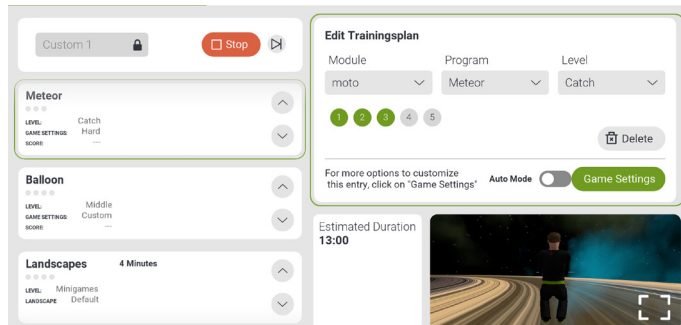 Custom 1
Stop
Meteor
LEVEL: Catch
GAME SETTINGS: Hard
SCORE: ---
Balloon
LEVEL: Middle
GAME SETTINGS: Custom
SCORE ---
Landscapes 4 Minutes
LEVEL: Minigames
LANDSCAPE Default
Edit Trainingsplan
Module Program Level
moto Meteor Catch
1 2 3 4 5
Delete
For more options to customize
this entry, click on "Game Settings"
Auto Mode
Game Settings
Estimated Duration
13:00